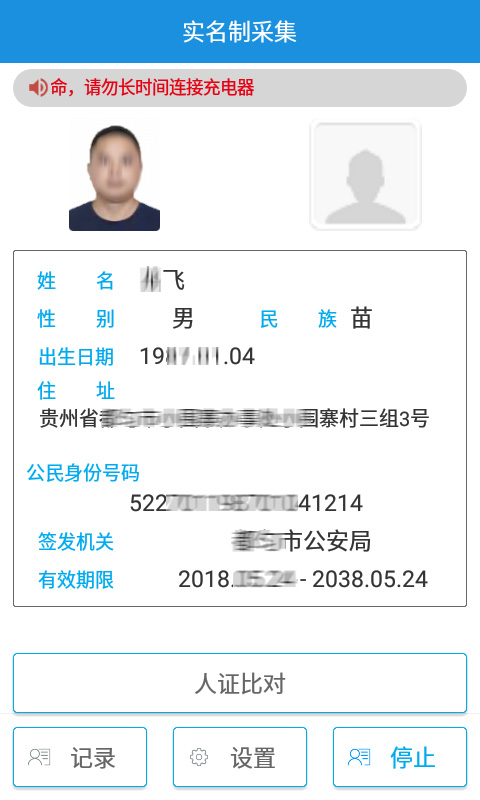 实名制采集
命，请勿长时间连接充电器
姓 名 飞
性 别 男 民 族 苗
出生日期 19 .04
住 址
贵州省 围寨村三组3号
公民身份号码
522 41214
签发机关 市公安局
有效期限 2018. - 2038.05.24
人证比对
记录 设置 停止